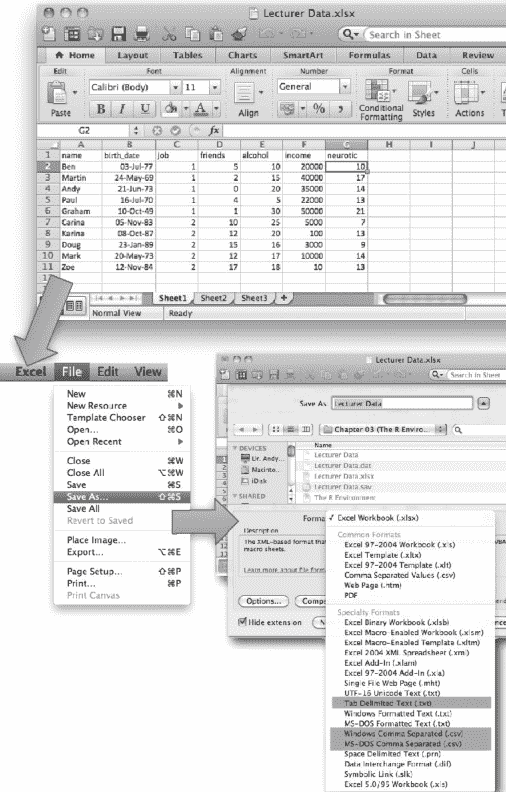 Lecturer Data.xlsx
Search in Sheet
Home Layout Tables Charts SmartArt Formulas Data Review
Edit Font Alignment Number Format Cells
Calibri (Body) 11 General
Paste B I U A Align % Conditional Formatting Styles Actions
G2 fx
A B C D E F G H I J
1 name birth_date job friends alcohol income neurotic
2 Ben 03-Jul-77 1 5 10 20000 10
3 Martin 24-May-69 1 2 15 40000 17
4 Andy 21-Jun-73 1 0 20 35000 14
5 Paul 16-Jul-70 1 4 5 22000 13
6 Graham 10-Oct-49 1 1 30 50000 21
7 Carina 05-Nov-83 2 10 25 5000 7
8 Karina 08-Oct-87 2 12 20 100 13
9 Doug 23-Jan-89 2 15 16 3000 9
10 Mark 20-May-73 2 12 17 10000 14
11 Zoe 12-Nov-84 2 17 18 10 13
Sheet1 Sheet2 Sheet3 +
Normal View Ready
Excel File Edit View
New ⌘N
New Resource
Template Chooser ⇧⌘N
Open... ⌘O
Open Recent
Close ⌘W
Close All ⌥⌘W
Save ⌘S
Save As... ⇧⌘S
Save All
Revert to Saved
Place Image...
Export... ⌥⌘E
Page Setup... ⇧⌘P
Print... ⌘P
Print Canvas
Lecturer Data.xlsx
Search in Sheet
Save As Lecturer Data
Chapter 03 (The R Enviro...
DEVICES
Dr. Andy...
Macinto...
iDisk
SHARED
Name
Lecturer Data
Lecturer Data.dat
Lecturer Data.xlsx
Lecturer Data.sav
The R Environment
Format
✓ Excel Workbook (.xlsx)
Description
The XML-based format that
macro sheets.
Learn more about file form
Options... Compa
Hide extension N
Common Formats
Excel 97-2004 Workbook (.xls)
Excel Template (.xltx)
Excel 97-2004 Template (.xlt)
Comma Separated Values (.csv)
Web Page (.htm)
PDF
Specialty Formats
Excel Binary Workbook (.xlsb)
Excel Macro-Enabled Workbook (.xlsm)
Excel Macro-Enabled Template (.xltm)
Excel 2004 XML Spreadsheet (.xml)
Excel Add-In (.xlam)
Excel 97-2004 Add-In (.xla)
Single File Web Page (.mht)
UTF-16 Unicode Text (.txt)
Tab Delimited Text (.txt)
Windows Formatted Text (.txt)
MS-DOS Formatted Text (.txt)
Windows Comma Separated (.csv)
MS-DOS Comma Separated (.csv)
Space Delimited Text (.prn)
Data Interchange Format (.dif)
Symbolic Link (.slk)
Excel 5.0/95 Workbook (.xls)